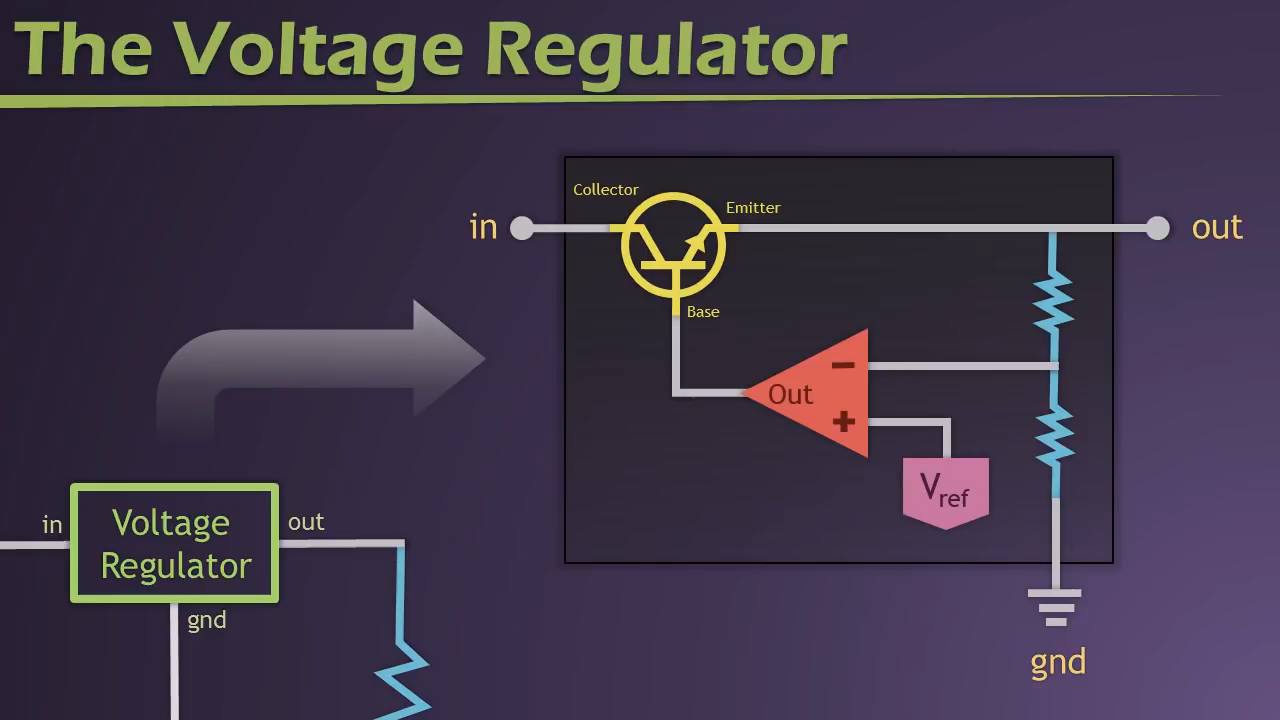 The Voltage Regulator
Collector
Emitter
in
out
Base
−
Out
+
Vref
in
Voltage
Regulator
out
gnd
gnd